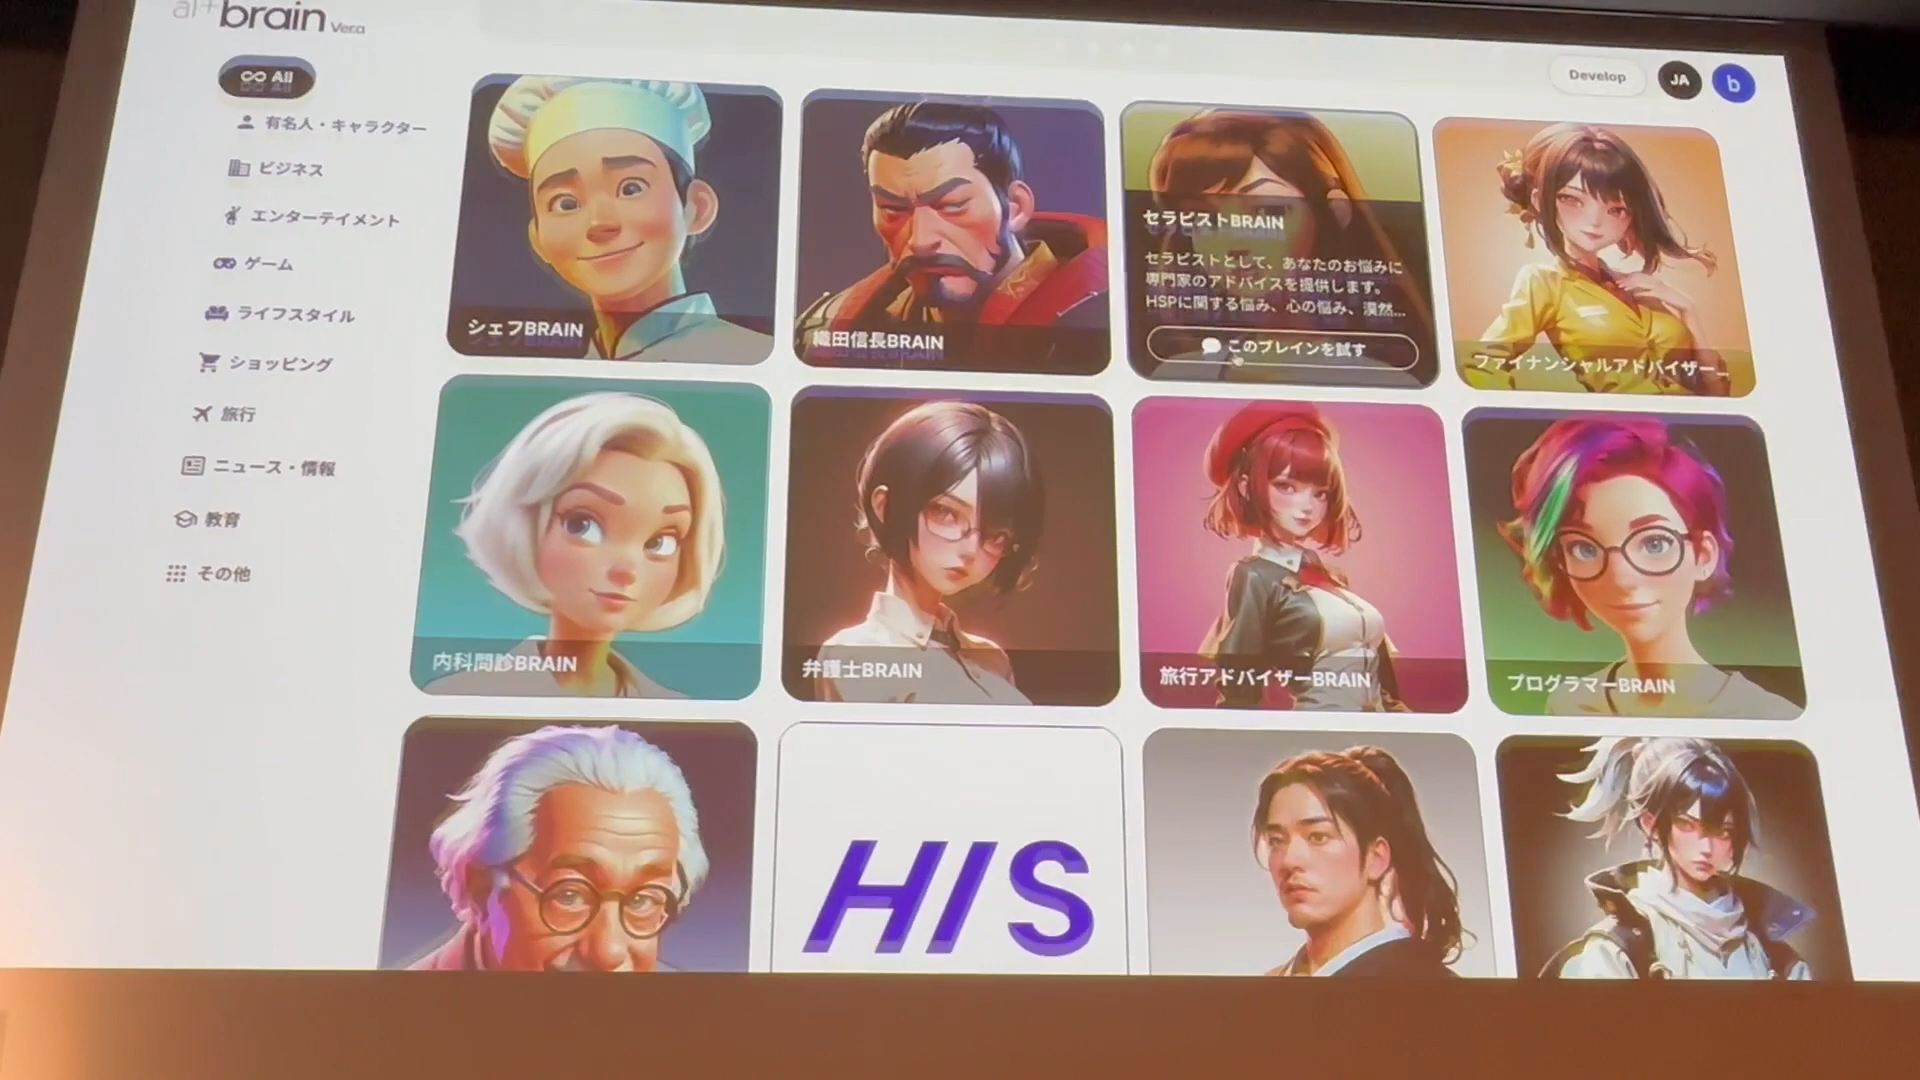 al+brain
All
Develop
JA
b
有名人・キャラクター
ビジネス
エンターテイメント
ゲーム
ライフスタイル
ショッピング
旅行
ニュース・情報
教育
その他
シェフBRAIN
織田信長BRAIN
セラピストBRAIN
セラピストとして、あなたのお悩みに
専門家のアドバイスを提供します。
HSPに関する悩み、心の悩み、漠然...
このブレインを試す
ファイナンシャルアドバイザー...
内科問診BRAIN
弁護士BRAIN
旅行アドバイザーBRAIN
プログラマーBRAIN
HIS